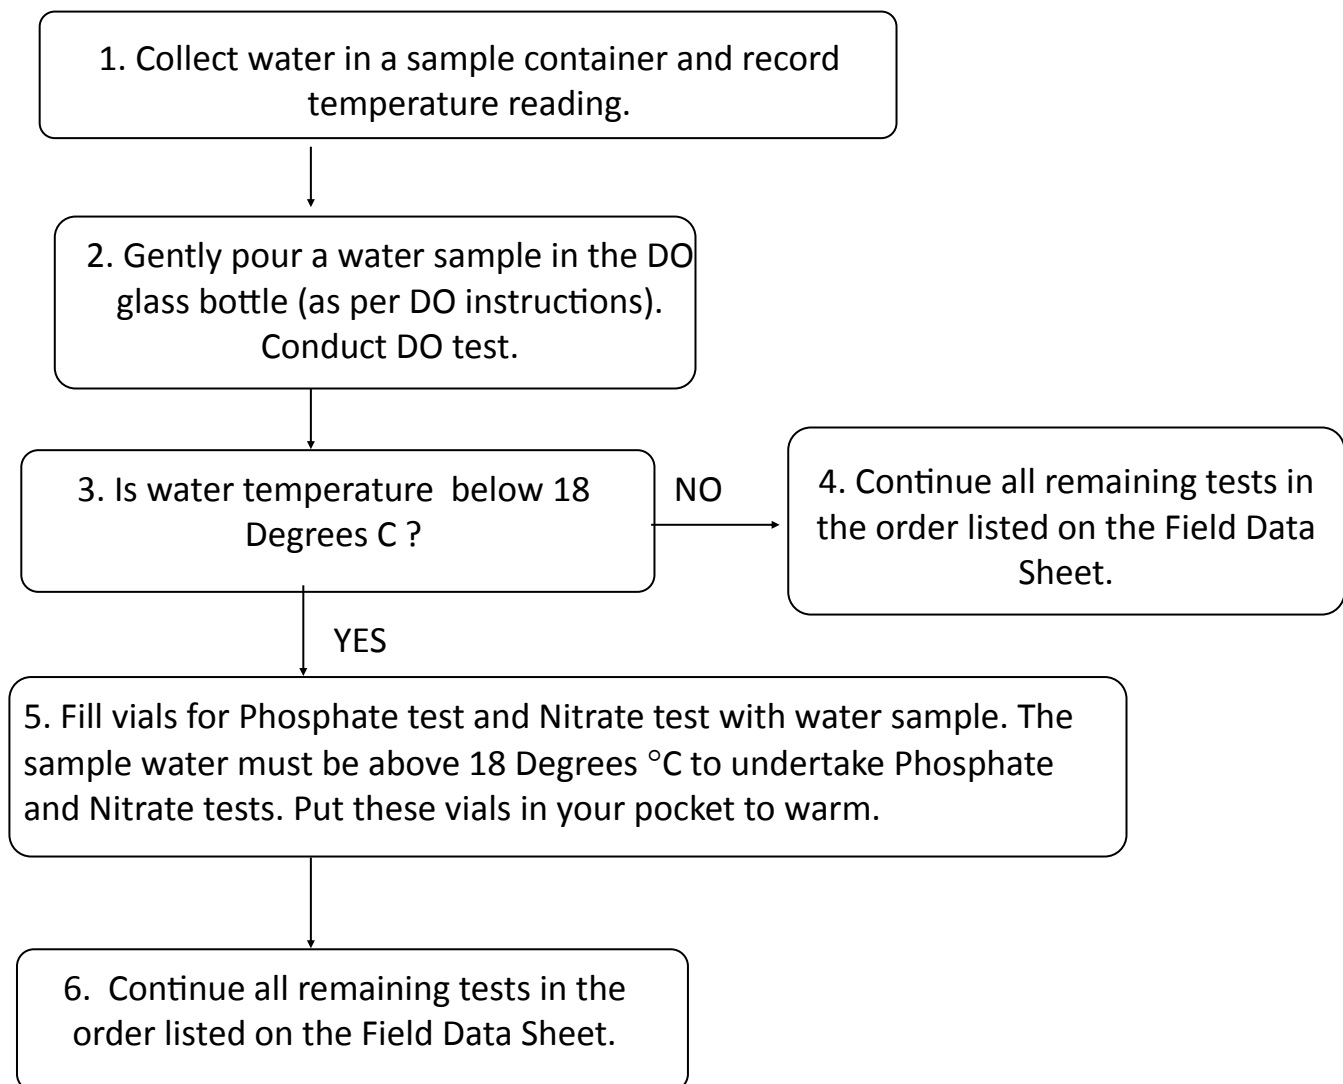 1. Collect water in a sample container and record
temperature reading.
2. Gently pour a water sample in the DO
glass bottle (as per DO instructions).
Conduct DO test.
3. Is water temperature  below 18
Degrees C ?
NO
4. Continue all remaining tests in
the order listed on the Field Data
Sheet.
YES
5. Fill vials for Phosphate test and Nitrate test with water sample. The
sample water must be above 18 Degrees °C to undertake Phosphate
and Nitrate tests. Put these vials in your pocket to warm.
6.  Continue all remaining tests in the
order listed on the Field Data Sheet.